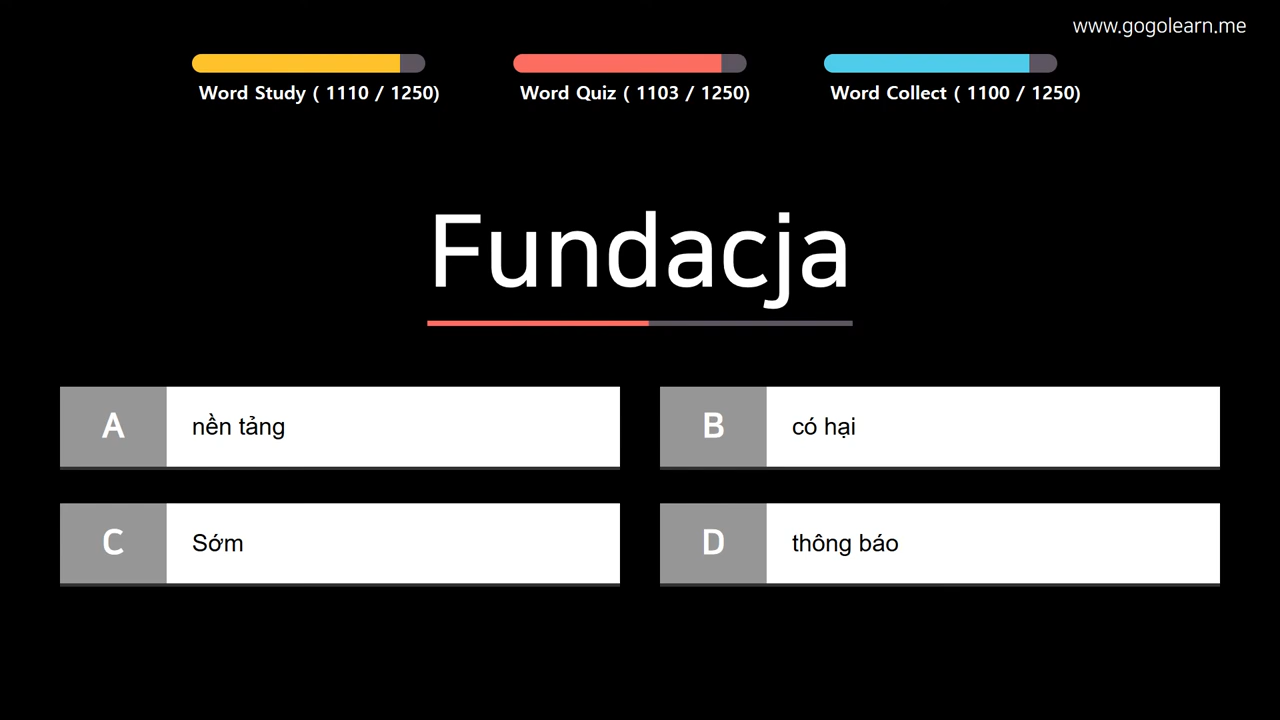 www.gogolearn.me
Word Study ( 1110 / 1250)
Word Quiz ( 1103 / 1250)
Word Collect ( 1100 / 1250)
Fundacja
A nền tảng
B có hại
C Sớm
D thông báo